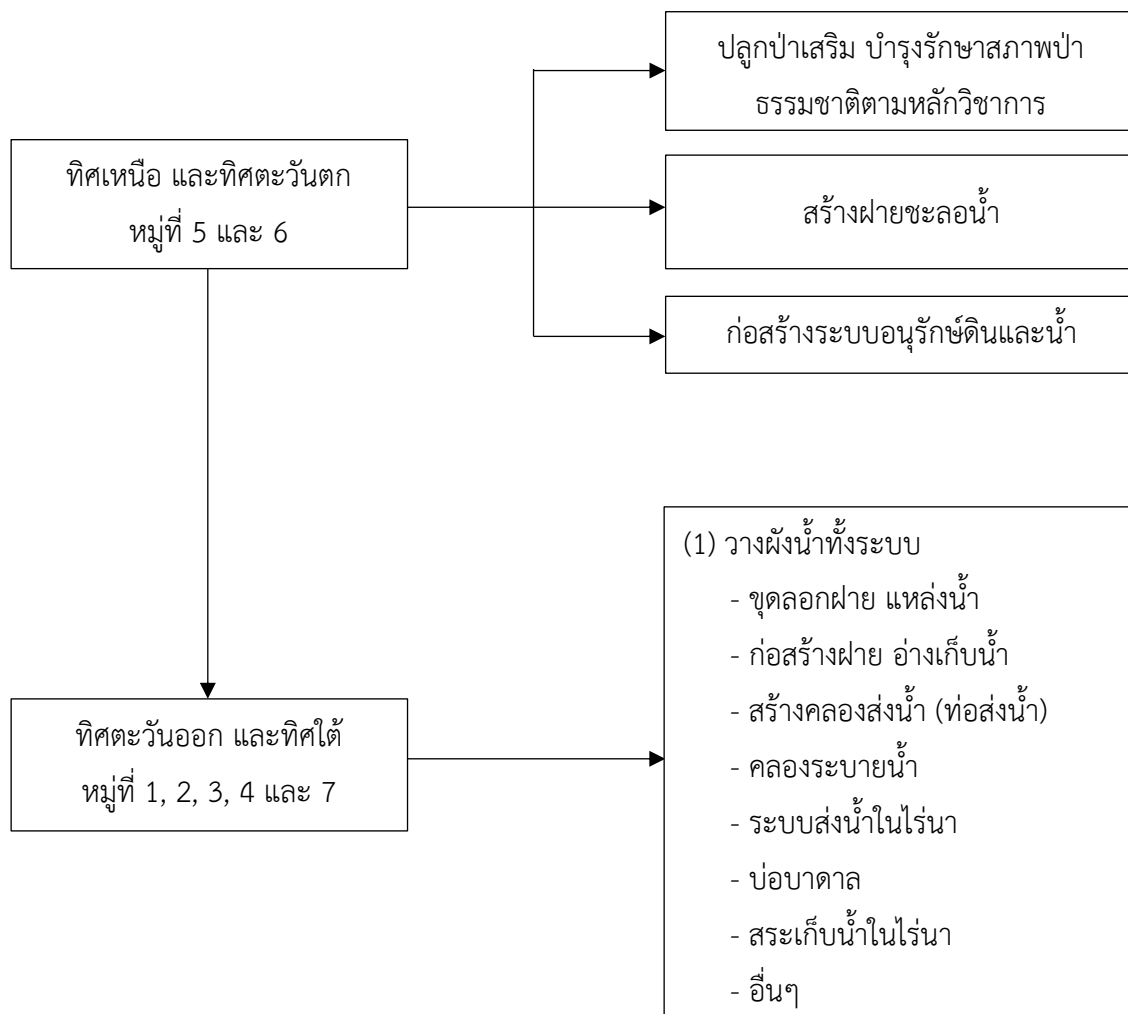 ปลูกป่าเสริม บำรุงรักษาสภาพป่า
ธรรมชาติตามหลักวิชาการ
ทิศเหนือ และทิศตะวันตก
หมู่ที่ 5 และ 6
สร้างฝายชะลอน้ำ
ก่อสร้างระบบอนุรักษ์ดินและน้ำ
ทิศตะวันออก และทิศใต้
หมู่ที่ 1, 2, 3, 4 และ 7
(1) วางผังน้ำทั้งระบบ
- ขุดลอกฝาย แหล่งน้ำ
- ก่อสร้างฝาย อ่างเก็บน้ำ
- สร้างคลองส่งน้ำ (ท่อส่งน้ำ)
- คลองระบายน้ำ
- ระบบส่งน้ำในไร่นา
- บ่อบาดาล
- สระเก็บน้ำในไร่นา
- อื่นๆ